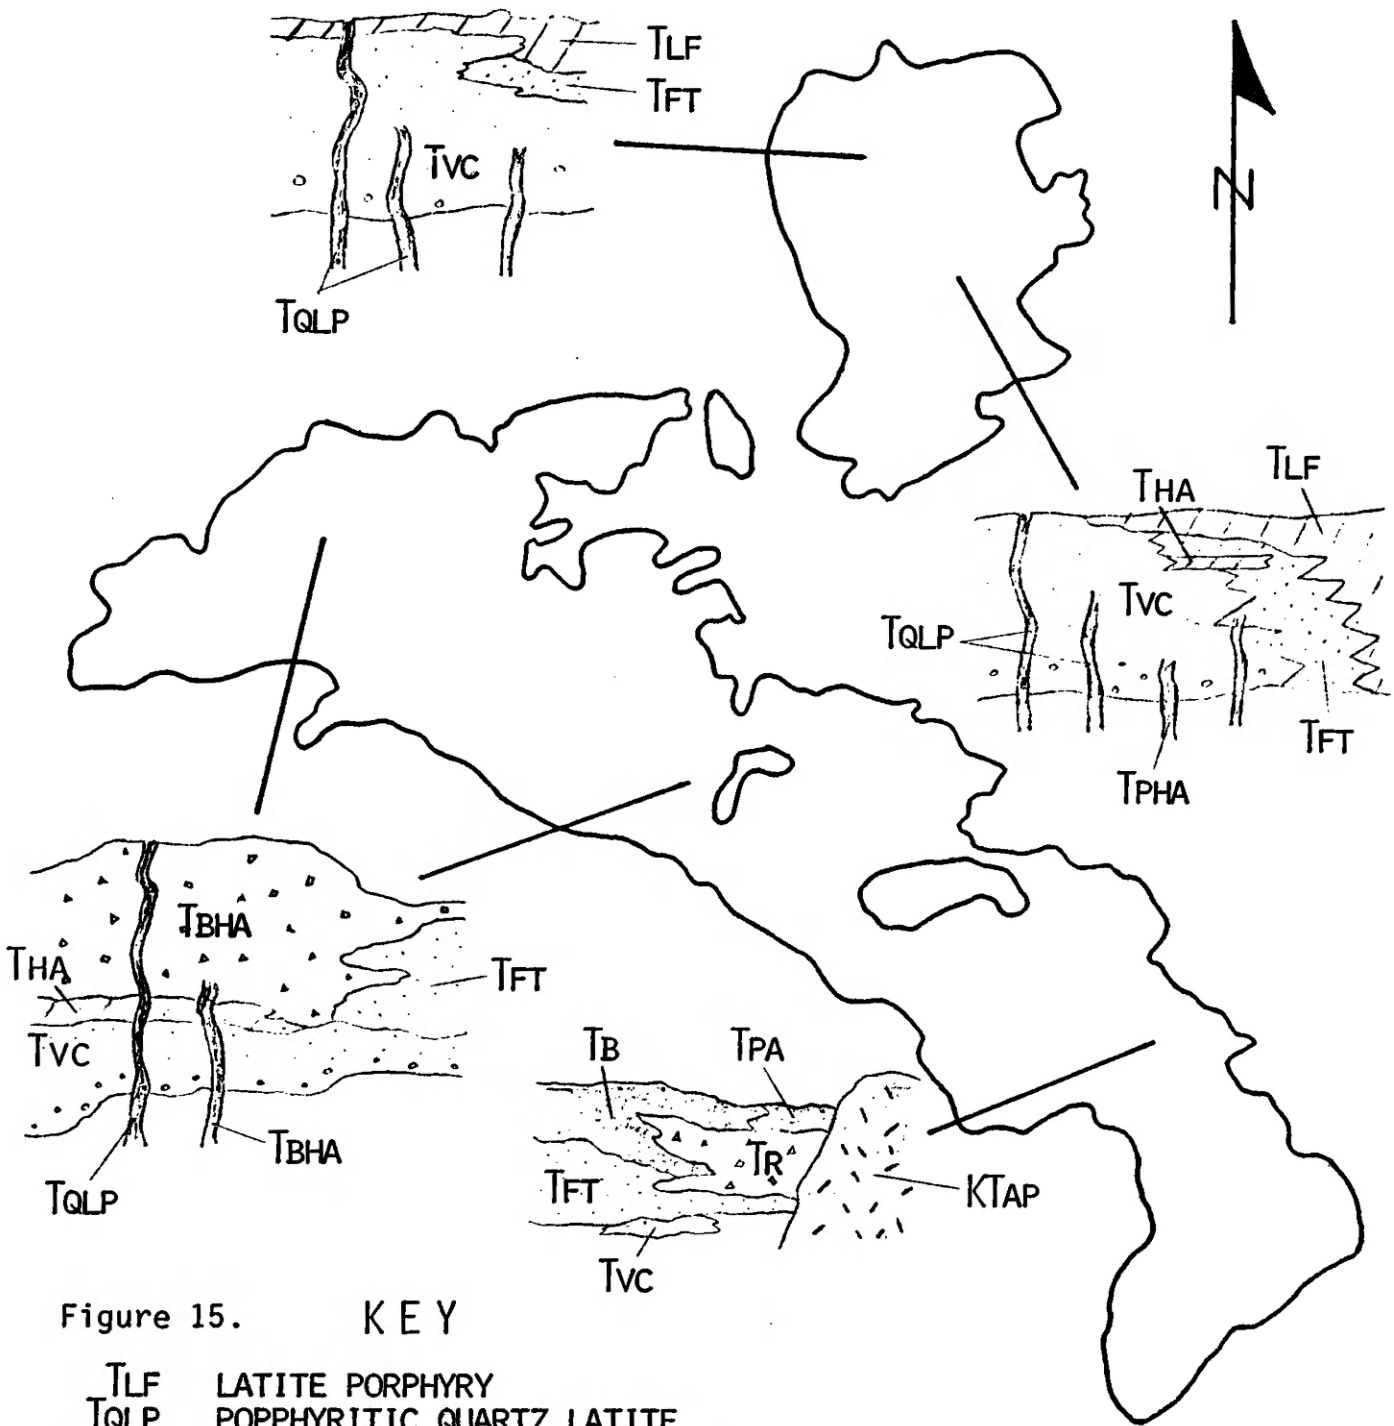 TLF
TFT
TVC
TQLP
N
THA
TLF
TVC
TQLP
TFT
TPHA
TBHA
THA
TFT
TVC
TBHA
TQLP
TB
TPA
TR
TFT
KTAP
TVC
Figure 15. KEY
TLF LATITE PORPHYRY
TQLP POPPHYRITIC QUARTZ LATITE